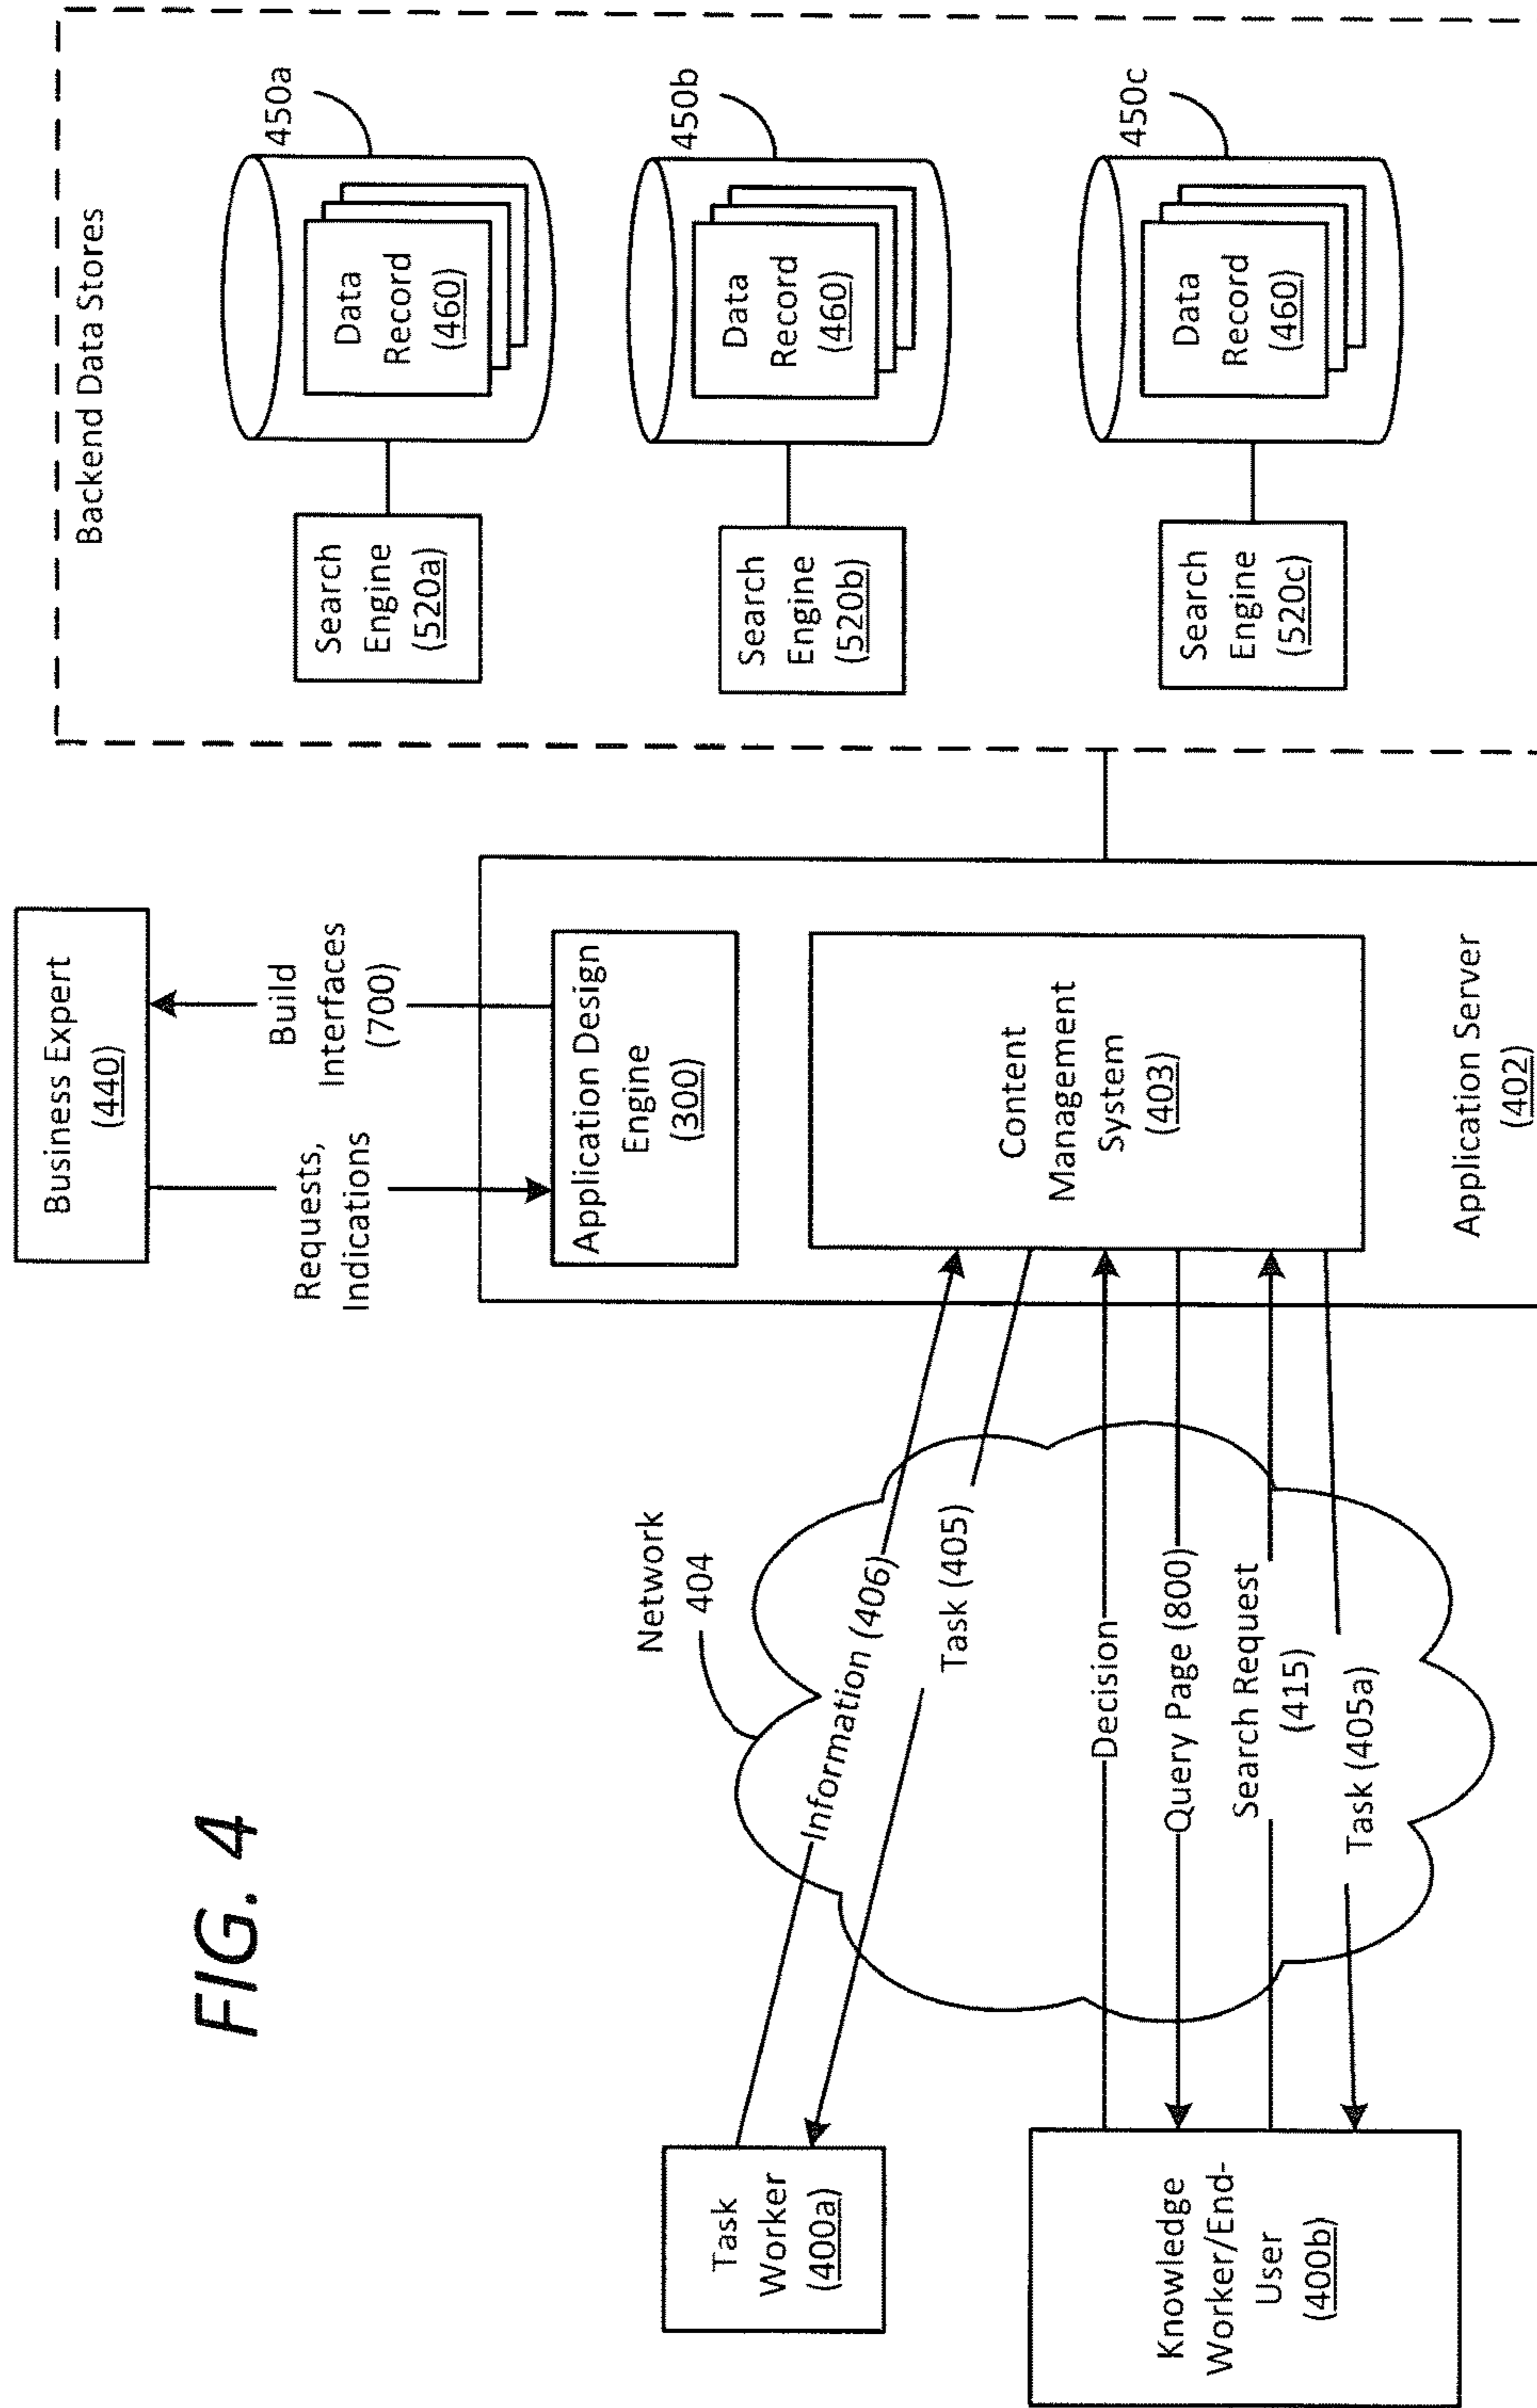 FIG. 4
Task
Worker
(400a)
Knowledge
Worker/End-
User
(400b)
Network
404
Information (406)
Task (405)
Decision
Query Page (800)
Search Request
(415)
Task (405a)
Business Expert
(440)
Requests,
Indications
Build
Interfaces
(700)
Application Design
Engine
(300)
Content
Management
System
(403)
Application Server
(402)
Backend Data Stores
Search
Engine
(520a)
Data
Record
(460)
450a
Search
Engine
(520b)
Data
Record
(460)
450b
Search
Engine
(520c)
Data
Record
(460)
450c